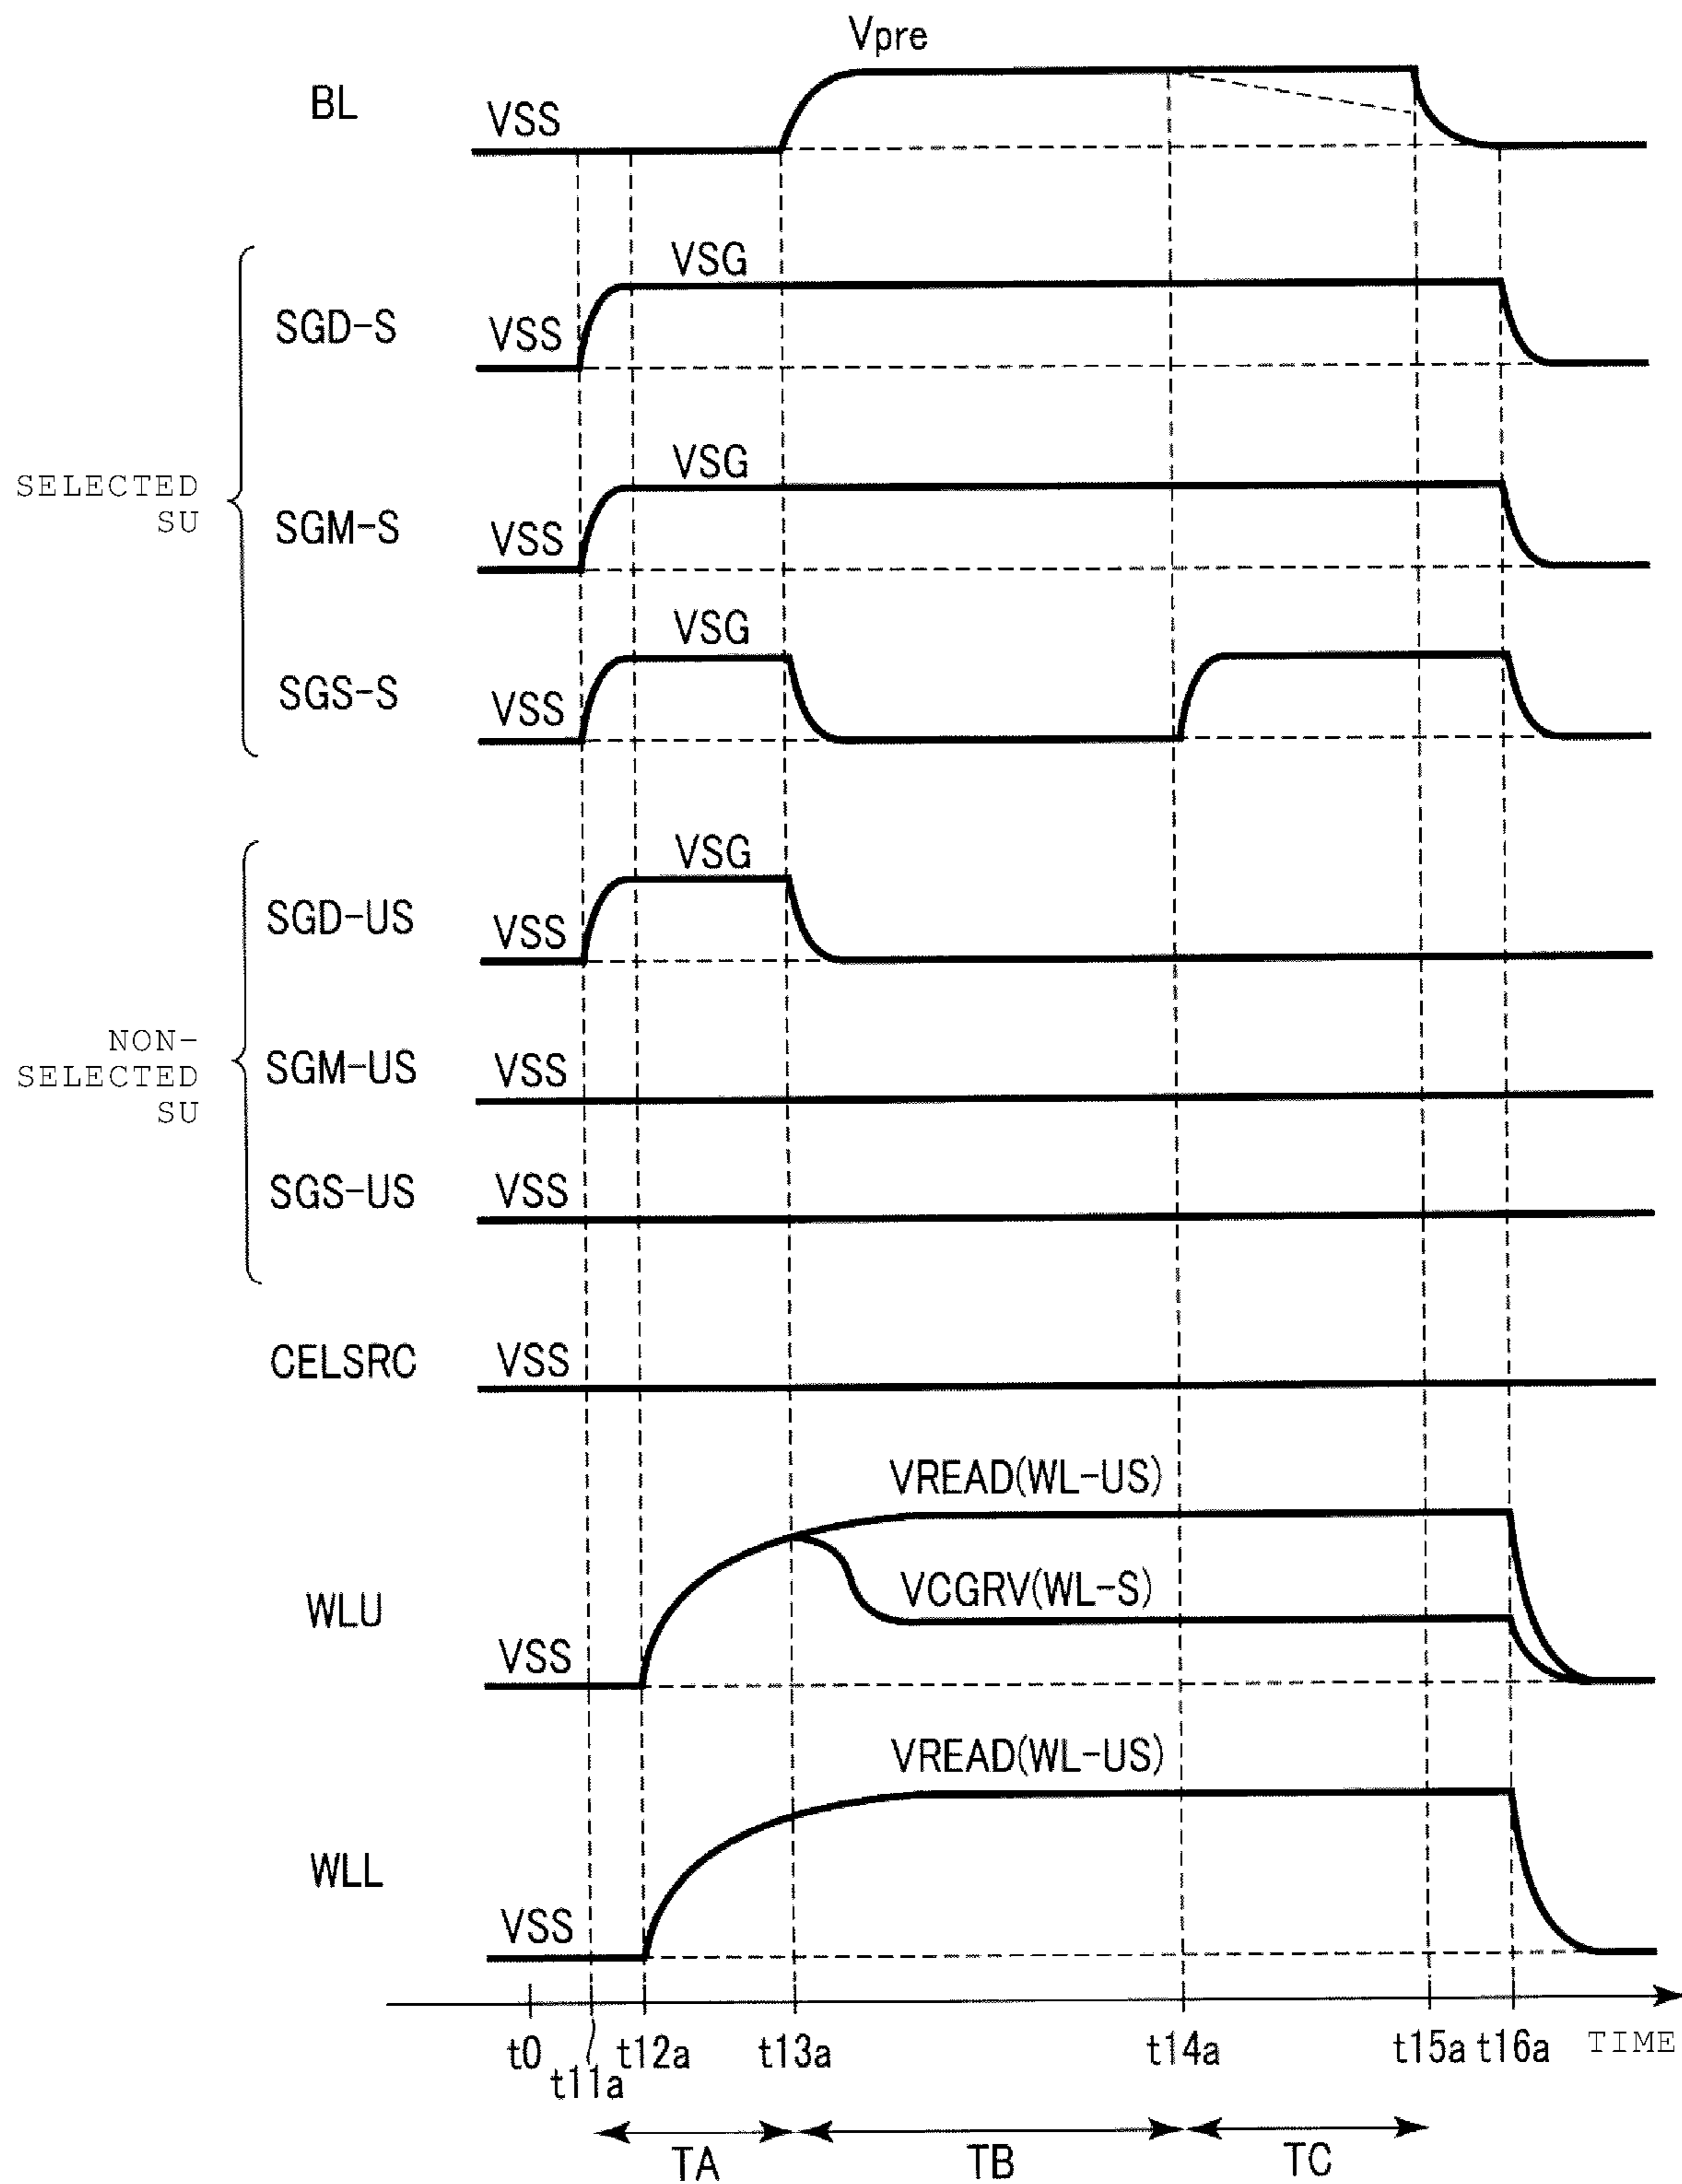 Vpre
BL
VSS
VSG
SGD-S
VSS
VSG
SELECTED
SU
SGM-S
VSS
VSG
SGS-S
VSS
VSG
SGD-US
VSS
NON-
SELECTED
SU
SGM-US
VSS
SGS-US
VSS
CELSRC
VSS
VREAD(WL-US)
VCGRV(WL-S)
WLU
VSS
VREAD(WL-US)
WLL
VSS
t0
t11a
t12a
t13a
t14a
t15a
t16a
TIME
TA
TB
TC